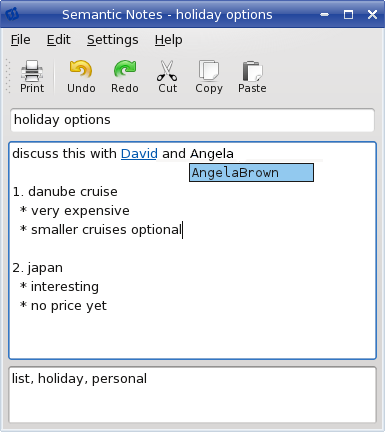 Semantic Notes - holiday options
File Edit Settings Help
Print Undo Redo Cut Copy Paste
holiday options
discuss this with David and Angela
AngelaBrown
1. danube cruise
* very expensive
* smaller cruises optional
2. japan
* interesting
* no price yet
list, holiday, personal